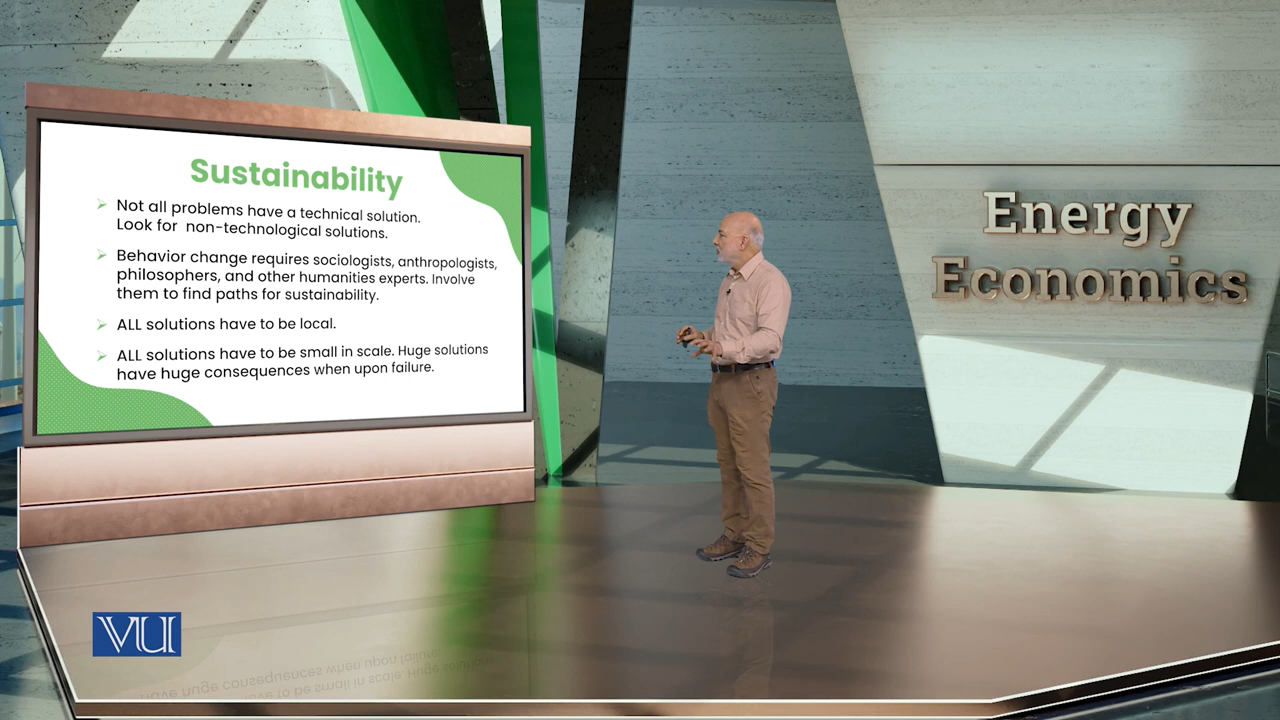 Sustainability
Not all problems have a technical solution.
Look for non-technological solutions.
Behavior change requires sociologists, anthropologists,
philosophers, and other humanities experts. Involve
them to find paths for sustainability.
ALL solutions have to be local.
ALL solutions have to be small in scale. Huge solutions
have huge consequences when upon failure.
Energy
Economics
VU